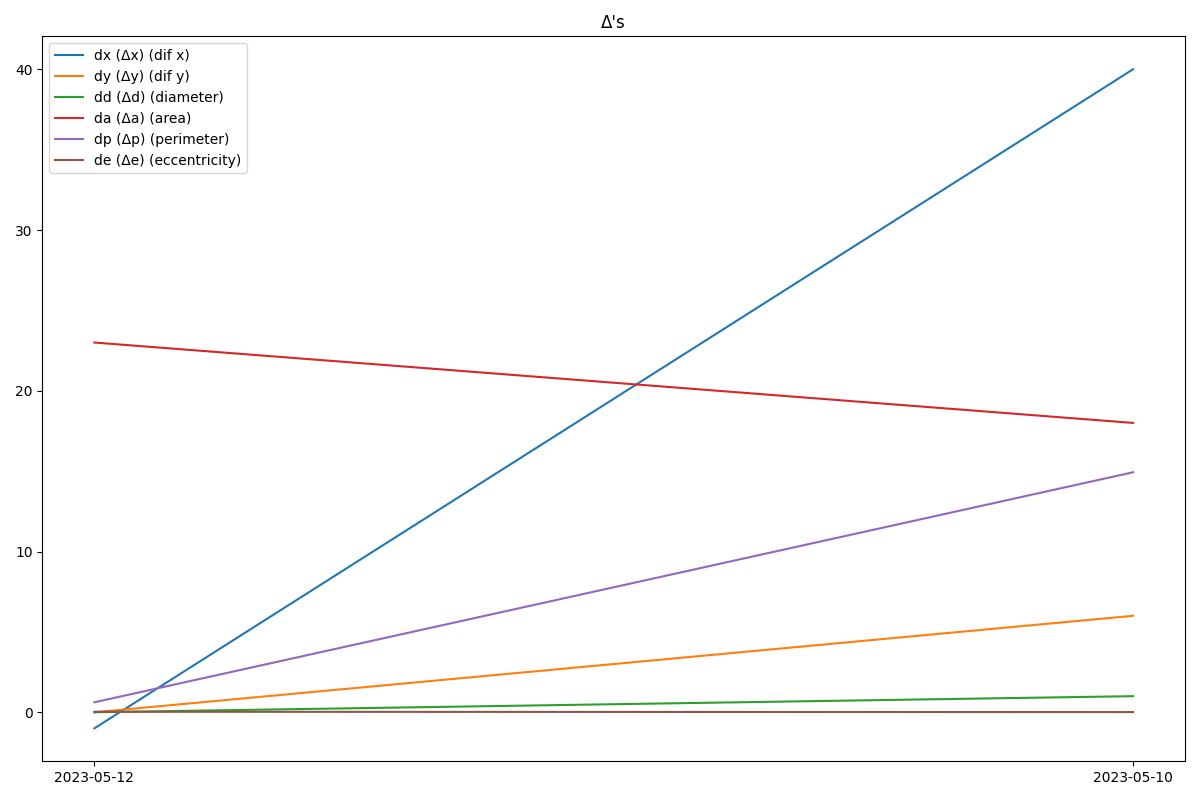 Δ's
dx (Δx) (dif x)
dy (Δy) (dif y)
dd (Δd) (diameter)
da (Δa) (area)
dp (Δp) (perimeter)
de (Δe) (eccentricity)
40
30
20
10
0
2023-05-12
2023-05-10